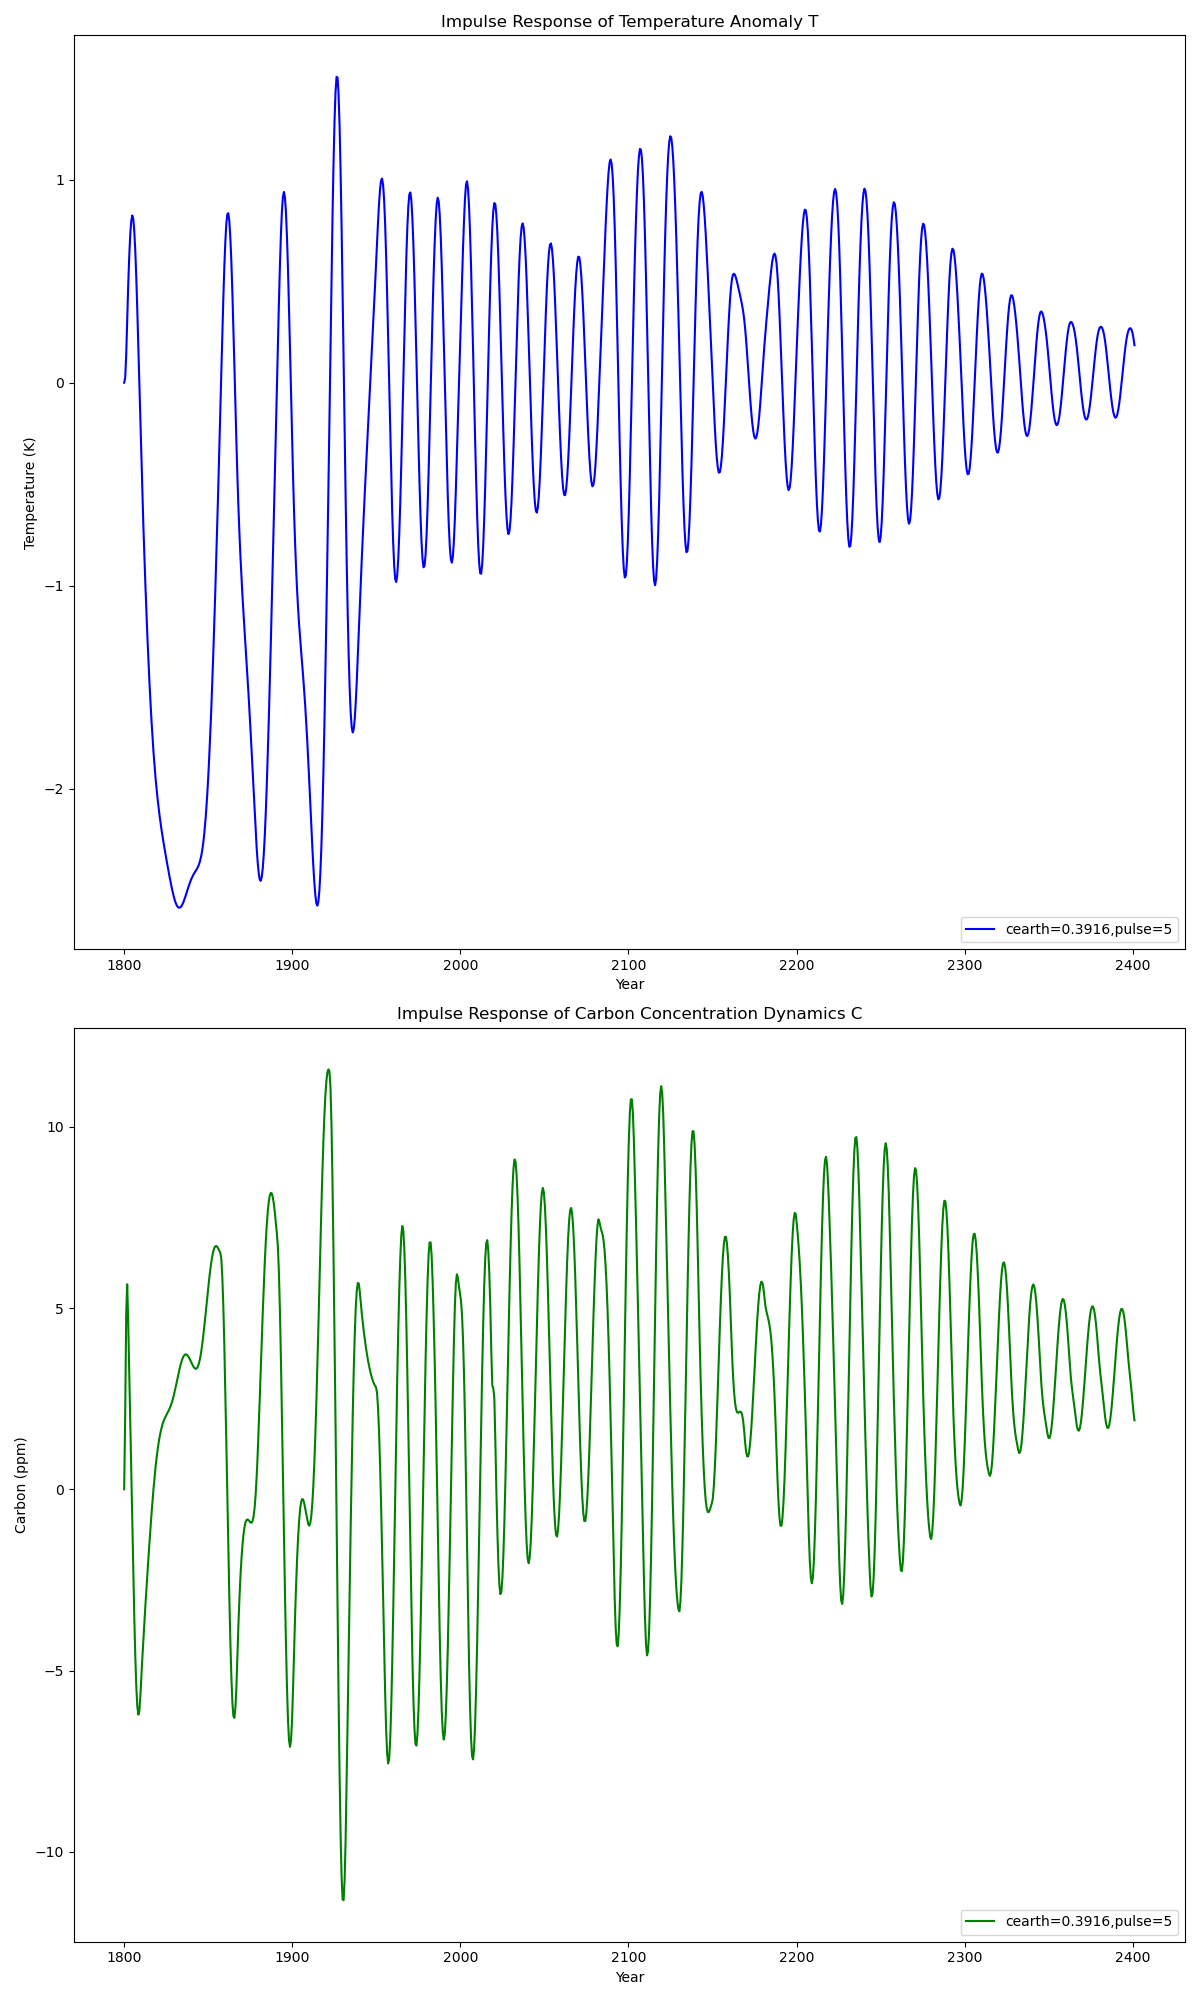 Impulse Response of Temperature Anomaly T
Temperature (K)
1
0
−1
−2
1800 1900 2000 2100 2200 2300 2400
Year
cearth=0.3916,pulse=5
Impulse Response of Carbon Concentration Dynamics C
Carbon (ppm)
10
5
0
−5
−10
1800 1900 2000 2100 2200 2300 2400
Year
cearth=0.3916,pulse=5